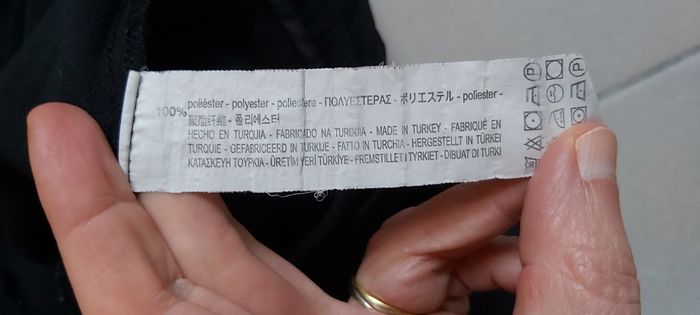 100% poliéster - polyester - poliestere - ΠΟΛΥΕΣΤΕΡΑΣ - ポリエステル - poliester -
聚酯纤维 - 폴리에스터
HECHO EN TURQUIA - FABRICADO NA TURQUIA - MADE IN TURKEY - FABRIQUÉ EN
TURQUIE - GEFABRICEERD IN TURKIJE - FATTO IN TURCHIA - HERGESTELLT IN TÜRKEI
ΚΑΤΑΣΚΕΥΗ ΤΟΥΡΚΙΑ - ÜRETİM YERİ TÜRKİYE - FREMSTILLET I TYRKIET - DIBUAT DI TURKI
P P